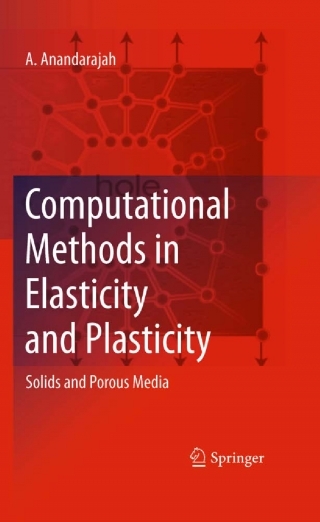 A. Anandarajah
hole
Computational
Methods in
Elasticity
and Plasticity
Solids and Porous Media
Springer